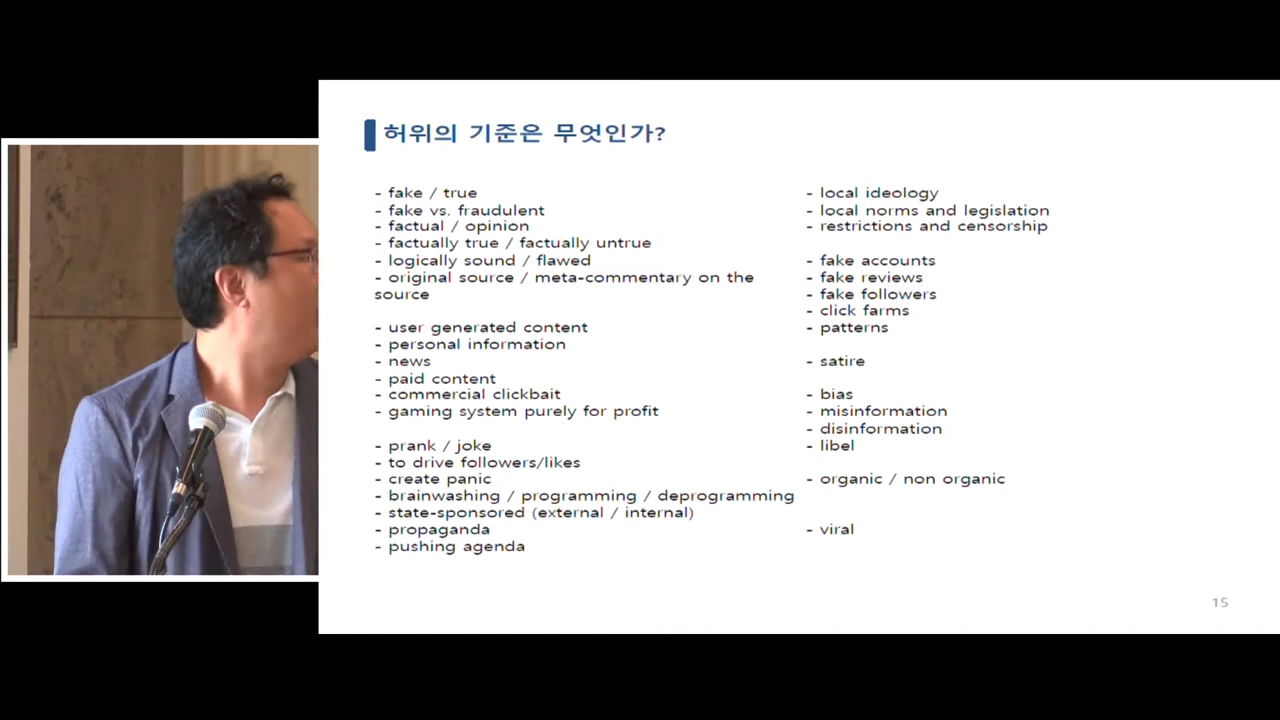 허위의 기준은 무엇인가?
- fake / true
- fake vs. fraudulent
- factual / opinion
- factually true / factually untrue
- logically sound / flawed
- original source / meta-commentary on the
source
- user generated content
- personal information
- news
- paid content
- commercial clickbait
- gaming system purely for profit
- prank / joke
- to drive followers/likes
- create panic
- brainwashing / programming / deprogramming
- state-sponsored (external / internal)
- propaganda
- pushing agenda
- local ideology
- local norms and legislation
- restrictions and censorship
- fake accounts
- fake reviews
- fake followers
- click farms
- patterns
- satire
- bias
- misinformation
- disinformation
- libel
- organic / non organic
- viral
15